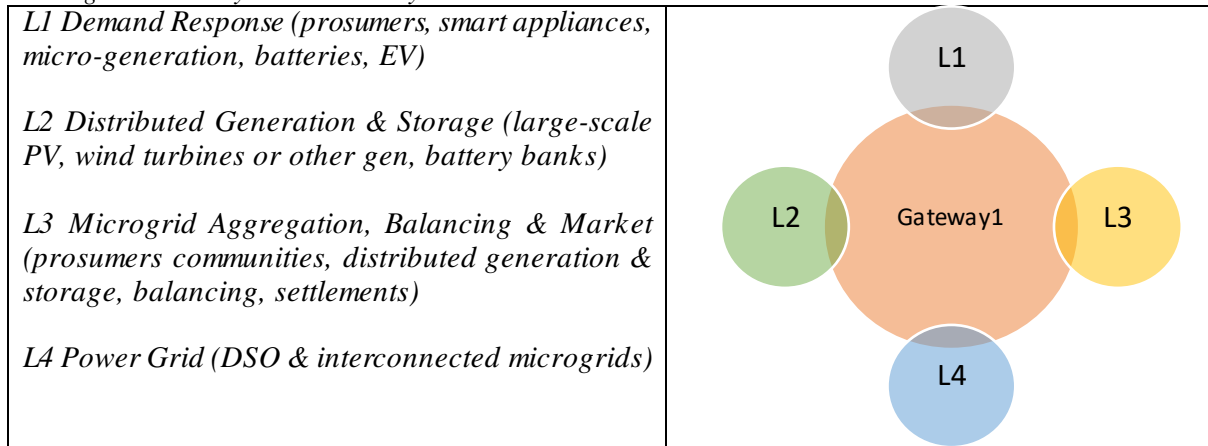 L1 Demand Response (prosumers, smart appliances,
micro-generation, batteries, EV)
L2 Distributed Generation & Storage (large-scale
PV, wind turbines or other gen, battery banks)
L3 Microgrid Aggregation, Balancing & Market
(prosumers communities, distributed generation &
storage, balancing, settlements)
L4 Power Grid (DSO & interconnected microgrids)
L1
L2
Gateway1
L3
L4